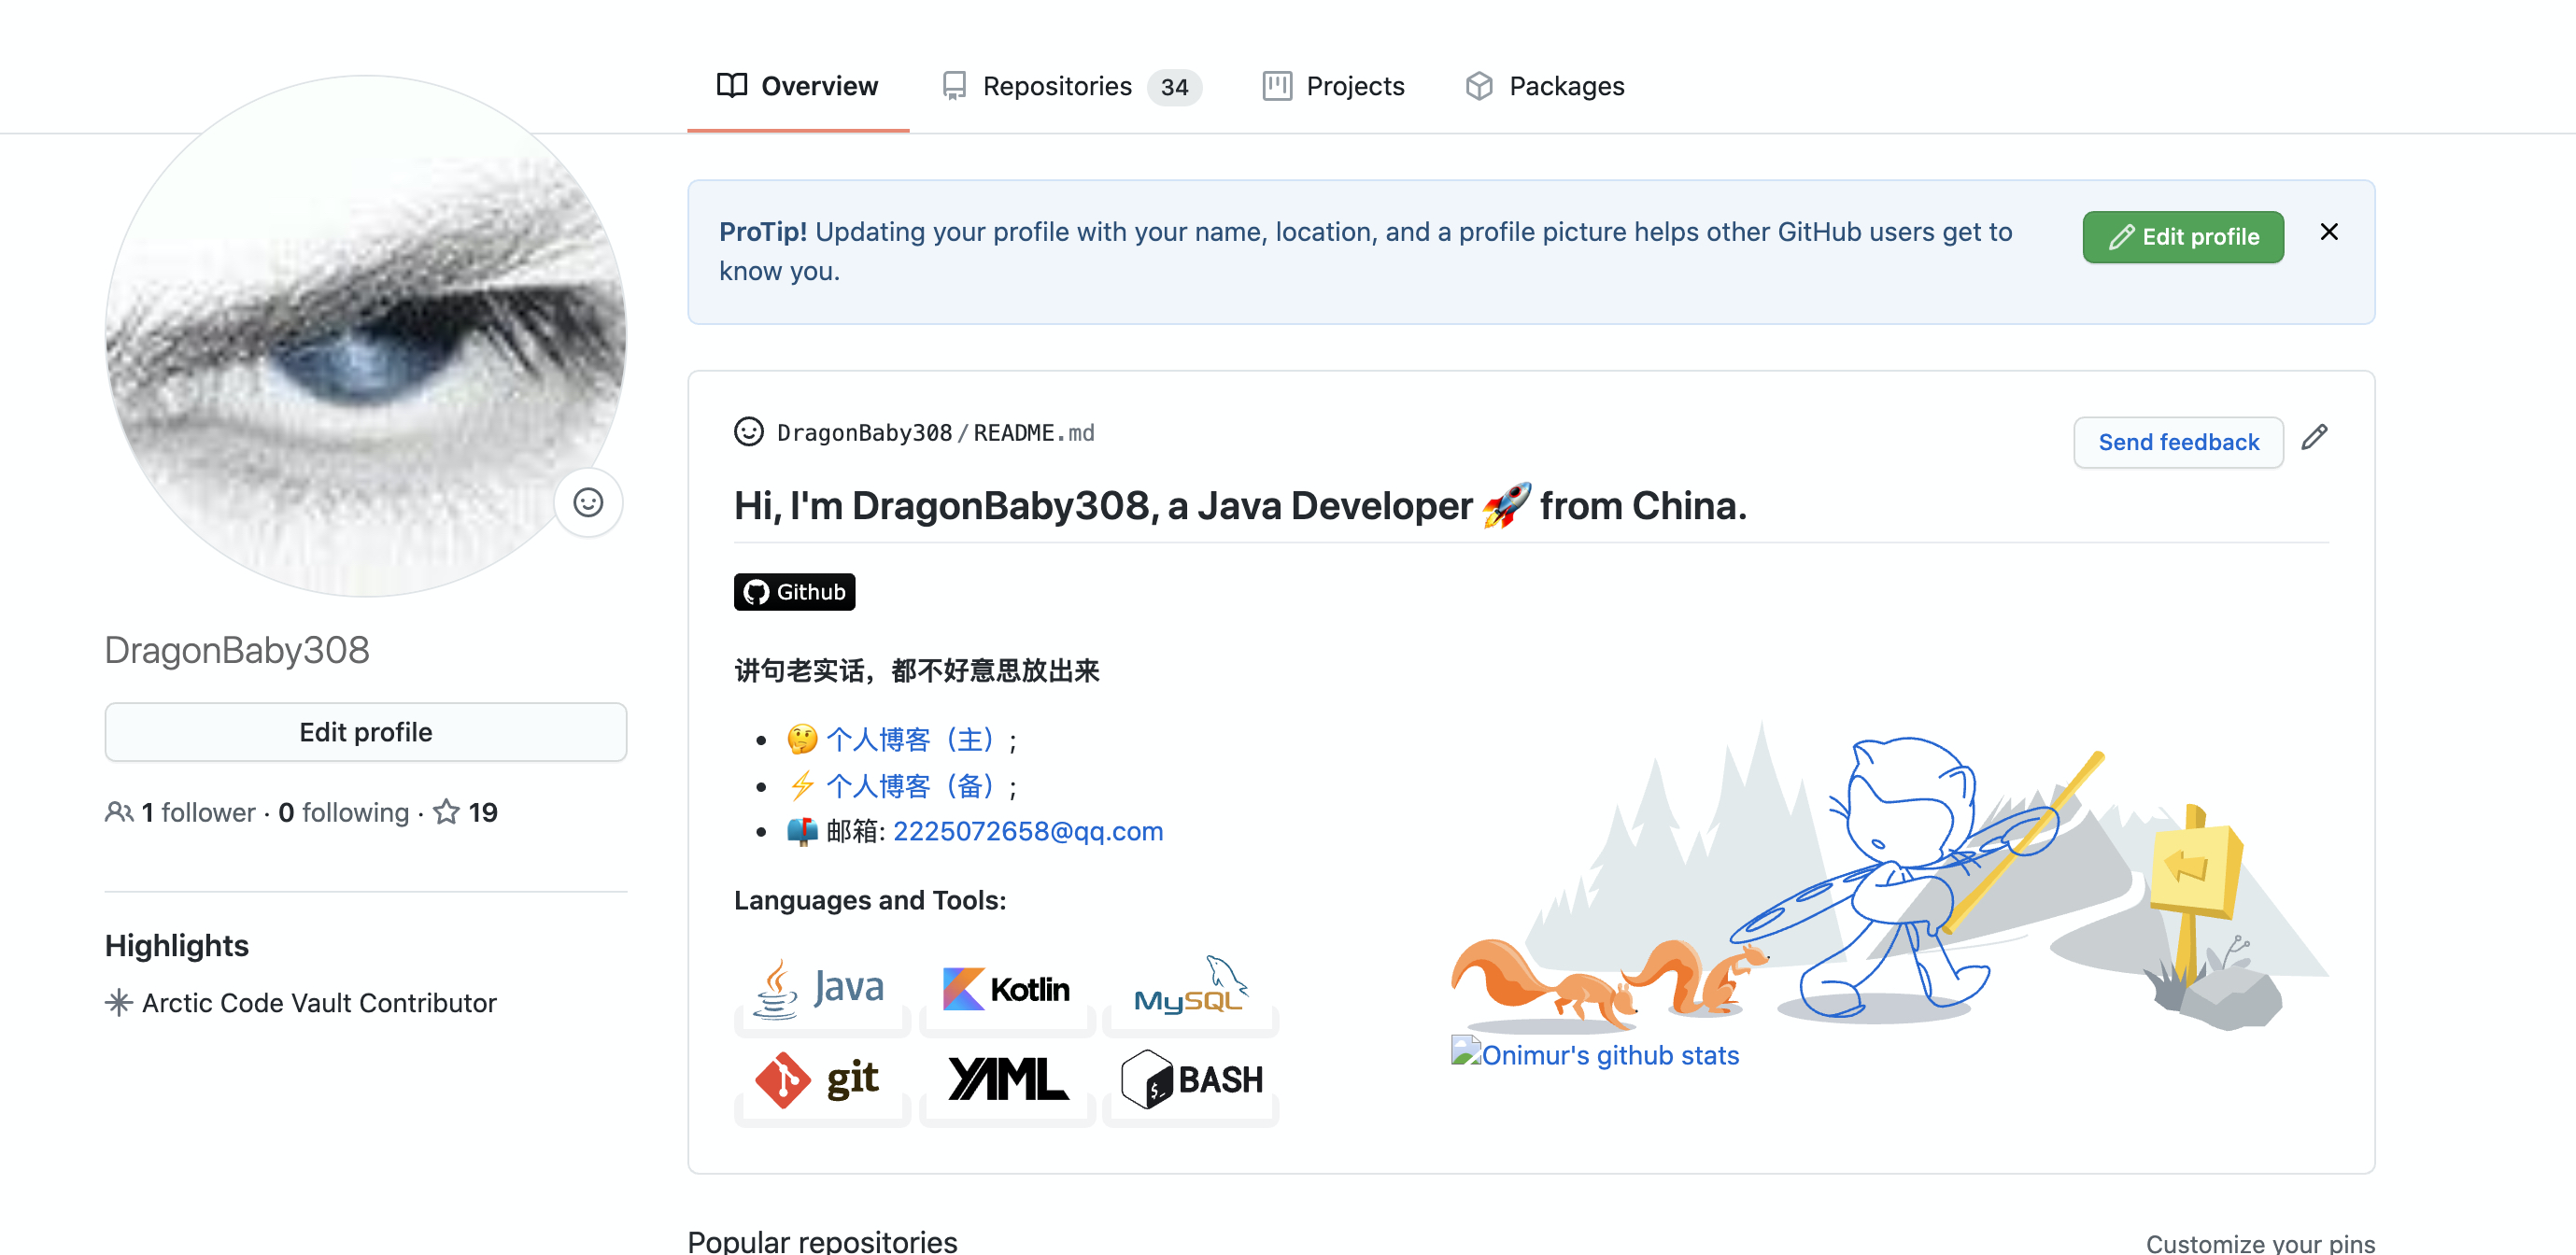 Overview Repositories 34 Projects Packages
ProTip! Updating your profile with your name, location, and a profile picture helps other GitHub users get to
know you.
Edit profile
DragonBaby308
Edit profile
1 follower · 0 following · 19
Highlights
Arctic Code Vault Contributor
DragonBaby308/README.md
Send feedback
Hi, I'm DragonBaby308, a Java Developer 🚀 from China.
Github
讲句老实话，都不好意思放出来
• 🤔 个人博客（主）;
• ⚡ 个人博客（备）;
• 📫 邮箱: 2225072658@qq.com
Languages and Tools:
Java Kotlin MySQL
git YAML BASH
Onimur's github stats
Popular repositories
Customize your pins